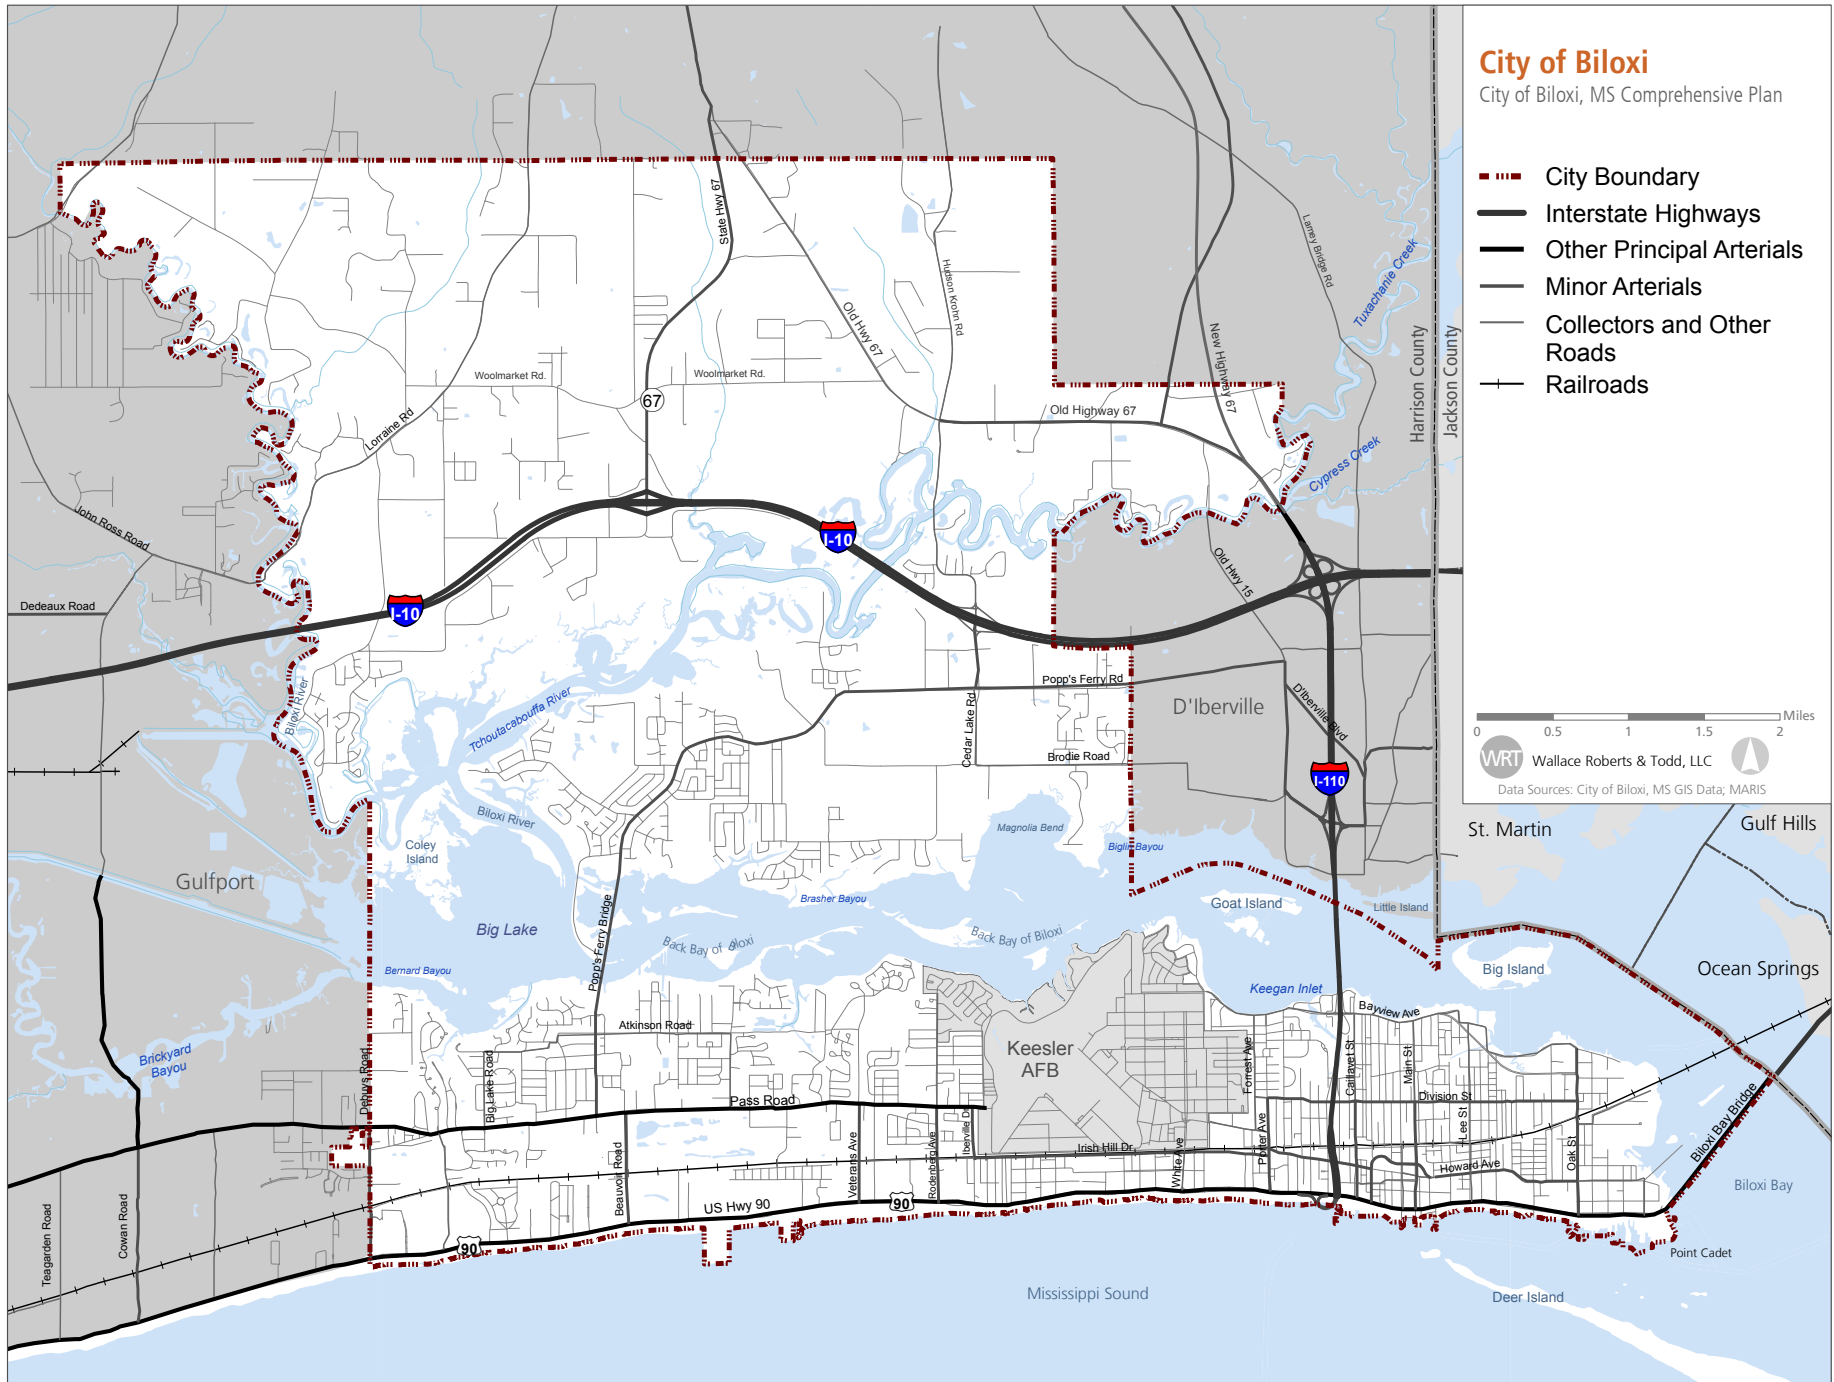 City of Biloxi
City of Biloxi, MS Comprehensive Plan
City Boundary
Interstate Highways
Other Principal Arterials
Minor Arterials
Collectors and Other
Roads
Railroads
Miles
0 0.5 1 1.5 2
WRT
Wallace Roberts & Todd, LLC
Data Sources: City of Biloxi, MS GIS Data; MARIS
State Hwy 67
Old Hwy 67
Hudson Krohn Rd
Lamey Bridge Rd
Tuxachanie Creek
New Highway 67
Harrison County
Jackson County
Woolmarket Rd.
Woolmarket Rd.
67
Old Highway 67
Lorraine Rd
Cypress Creek
John Ross Road
I-10
I-10
Old Hwy 15
Dedeaux Road
Biloxi River
Tchoutacabouffa River
Popp's Ferry Rd
D'Iberville
D'Iberville Blvd
Cedar Lake Rd
Brodie Road
I-110
Biloxi River
Magnolia Bend
Biglin Bayou
St. Martin
Gulf Hills
Coley
Island
Gulfport
Brasher Bayou
Goat Island
Little Island
Big Lake
Popp's Ferry Bridge
Back Bay of Biloxi
Back Bay of Biloxi
Bernard Bayou
Big Island
Ocean Springs
Keegan Inlet
Bayview Ave
Atkinson Road
Keesler
AFB
Brickyard
Bayou
Debuys Road
Big Lake Road
Forrest Ave
Caillavet St
Main St
Pass Road
Division St
Lee St
Biloxi Bay Bridge
Iberville Dr
Irish Hill Dr
Porter Ave
White Ave
Howard Ave
Oak St
Beauvoir Road
Veterans Ave
Rodenberg Ave
US Hwy 90
90
90
Biloxi Bay
Teagarden Road
Cowan Road
Point Cadet
Mississippi Sound
Deer Island